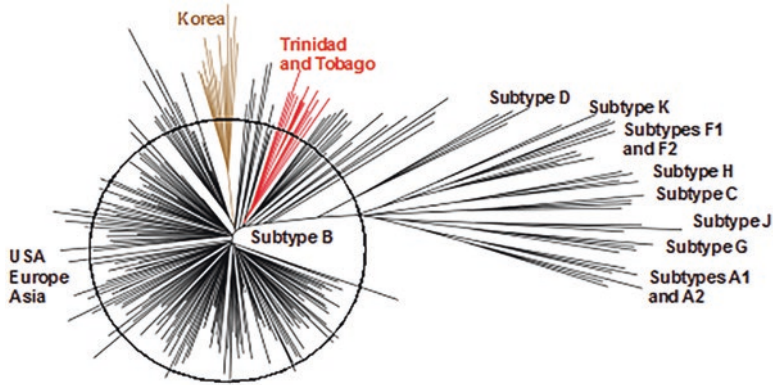 Korea
Trinidad
and Tobago
Subtype D
Subtype K
Subtypes F1
and F2
Subtype H
Subtype C
Subtype J
Subtype G
Subtypes A1
and A2
Subtype B
USA
Europe
Asia